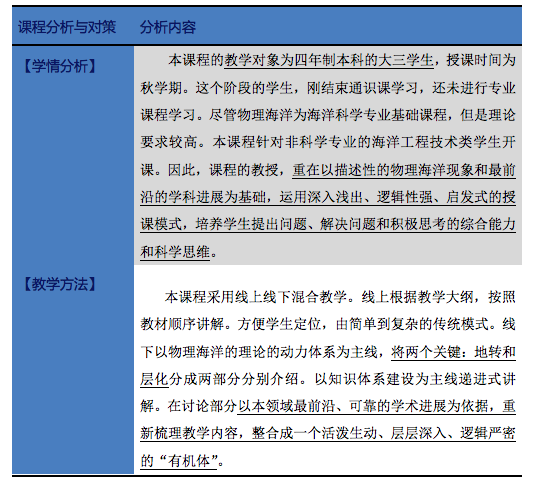 课程分析与对策 分析内容
【学情分析】
本课程的教学对象为四年制本科的大三学生，授课时间为
秋学期。这个阶段的学生，刚结束通识课学习，还未进行专业
课程学习。尽管物理海洋为海洋科学专业基础课程，但是理论
要求较高。本课程针对非科学专业的海洋工程技术类学生开
课。因此，课程的教授，重在以描述性的物理海洋现象和最前
沿的学科进展为基础，运用深入浅出、逻辑性强、启发式的授
课模式，培养学生提出问题、解决问题和积极思考的综合能力
和科学思维。
【教学方法】
本课程采用线上线下混合教学。线上根据教学大纲，按照
教材顺序讲解。方便学生定位，由简单到复杂的传统模式。线
下以物理海洋的理论的动力体系为主线，将两个关键：地转和
层化分成两部分分别介绍。以知识体系建设为主线递进式讲
解。在讨论部分以本领域最前沿、可靠的学术进展为依据，重
新梳理教学内容，整合成一个活泼生动、层层深入、逻辑严密
的“有机体”。